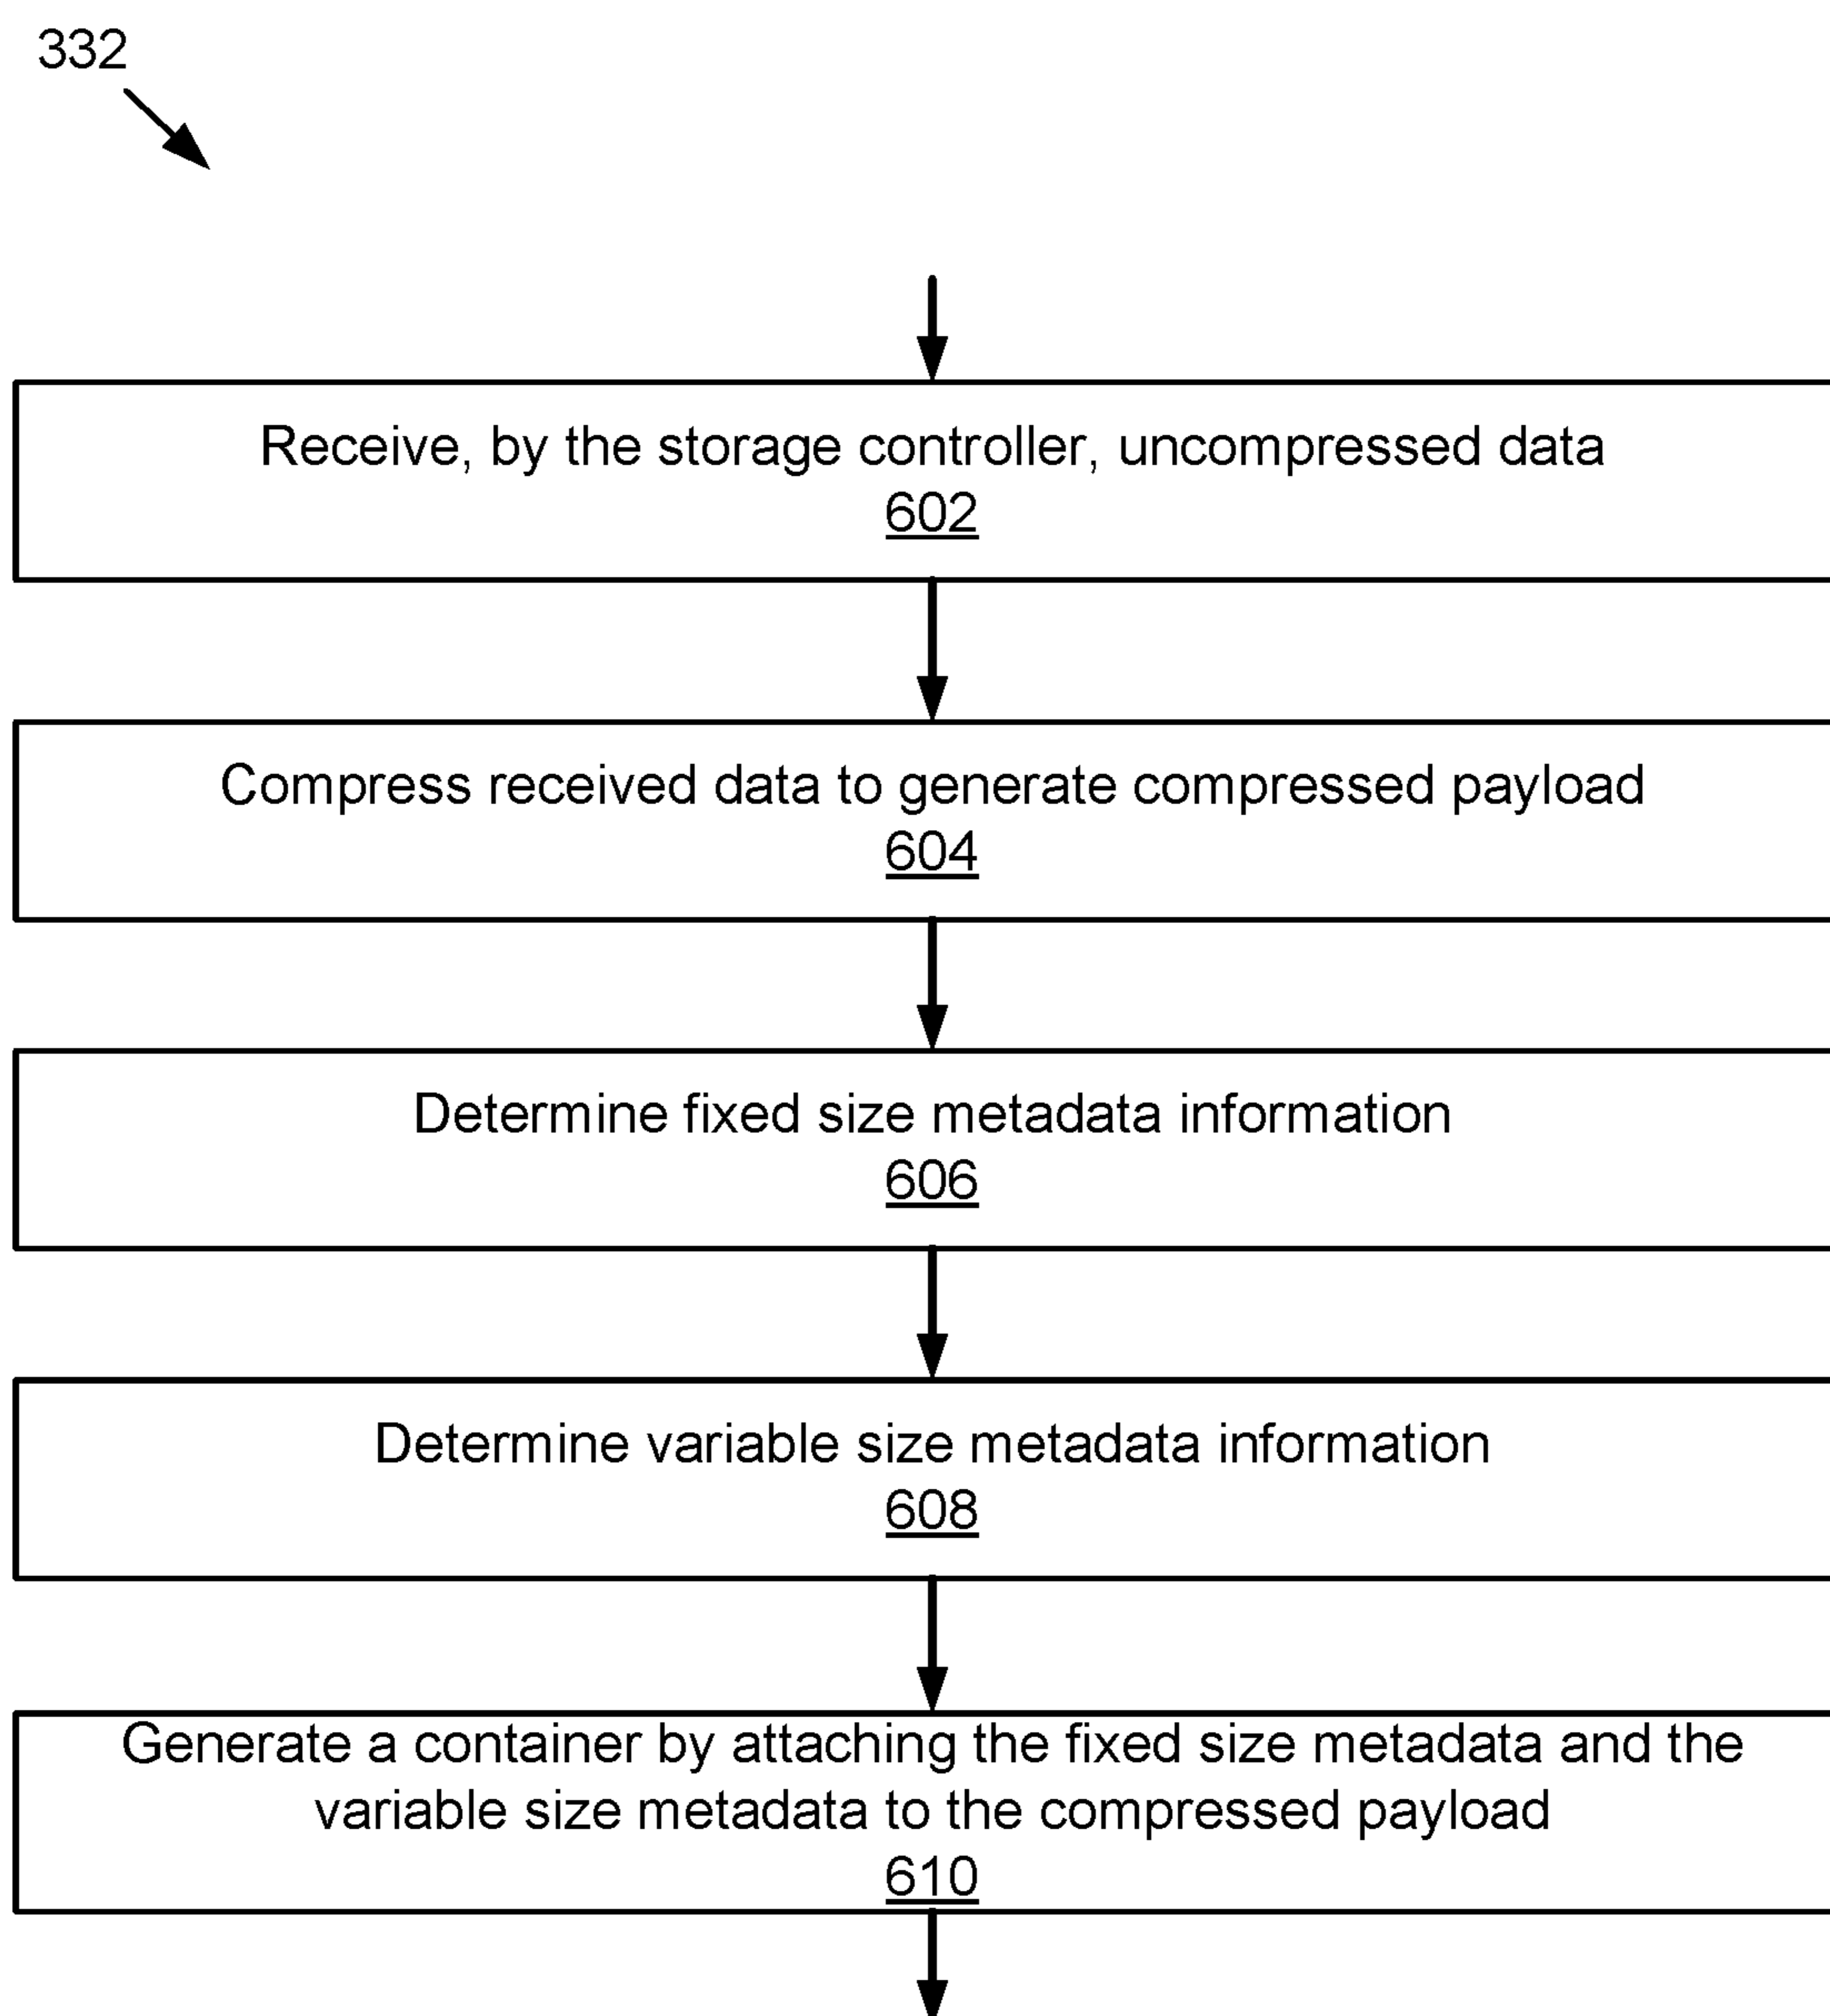 332
Receive, by the storage controller, uncompressed data
602
Compress received data to generate compressed payload
604
Determine fixed size metadata information
606
Determine variable size metadata information
608
Generate a container by attaching the fixed size metadata and the
variable size metadata to the compressed payload
610